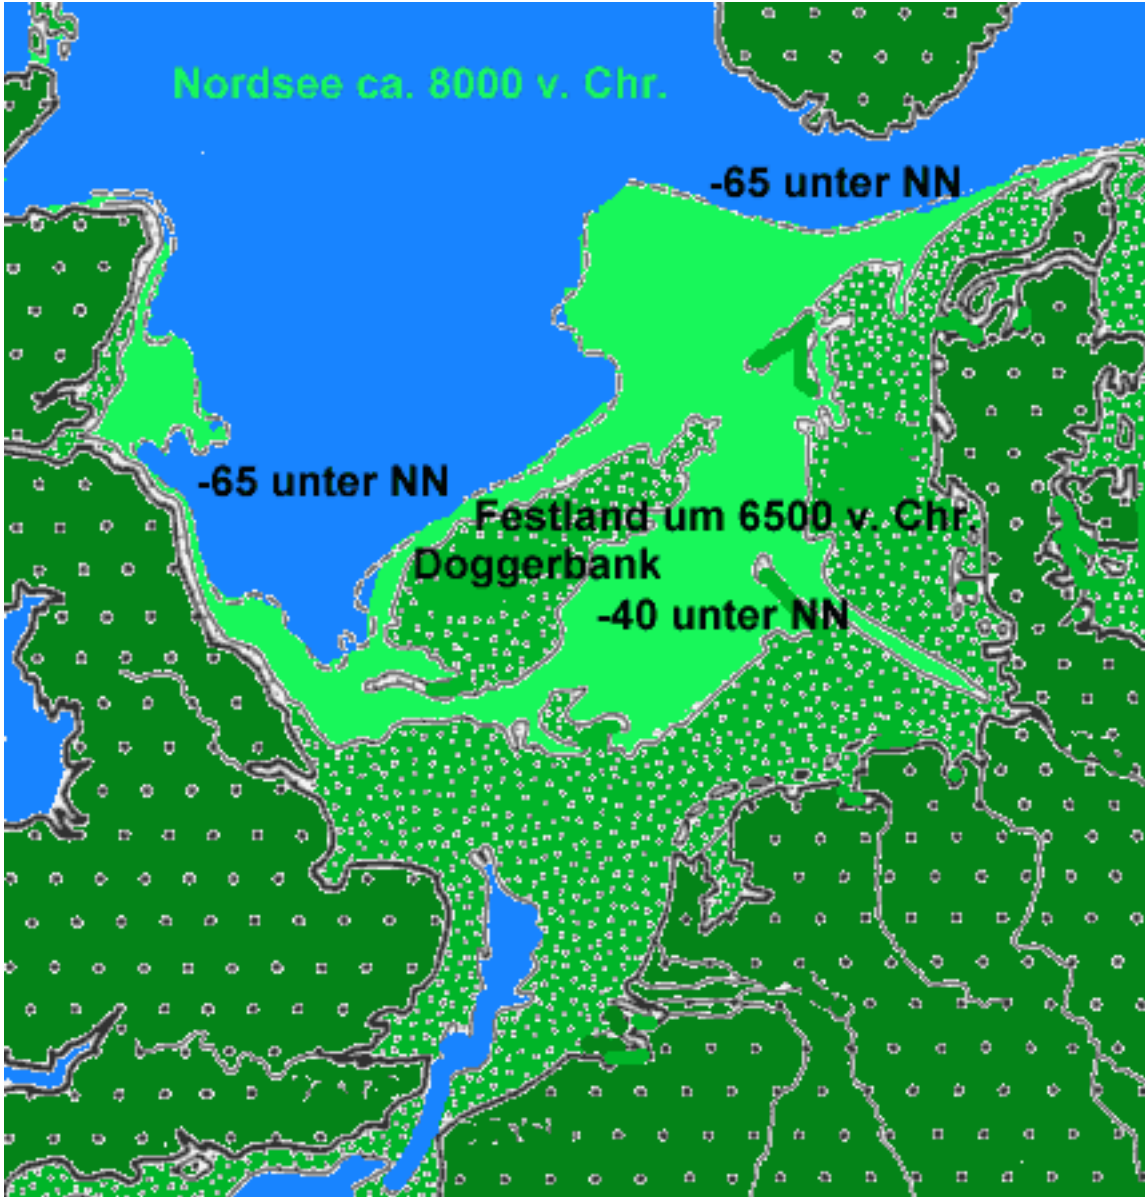 Nordsee ca. 8000 v. Chr.
-65 unter NN
-65 unter NN
Festland um 6500 v. Chr.
Doggerbank
-40 unter NN